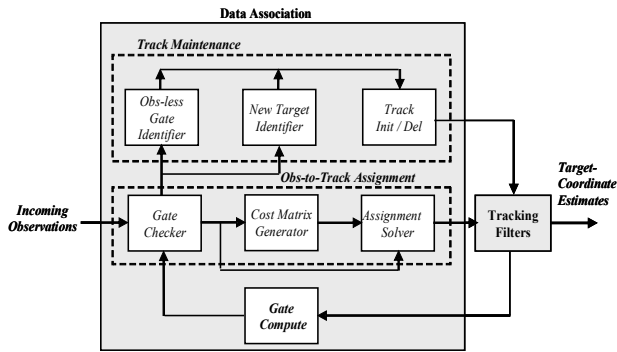 Data Association
Track Maintenance
Obs-less
Gate
Identifier
New Target
Identifier
Track
Init / Del
Obs-to-Track Assignment
Incoming
Observations
Gate
Checker
Cost Matrix
Generator
Assignment
Solver
Tracking
Filters
Target-
Coordinate
Estimates
Gate
Compute